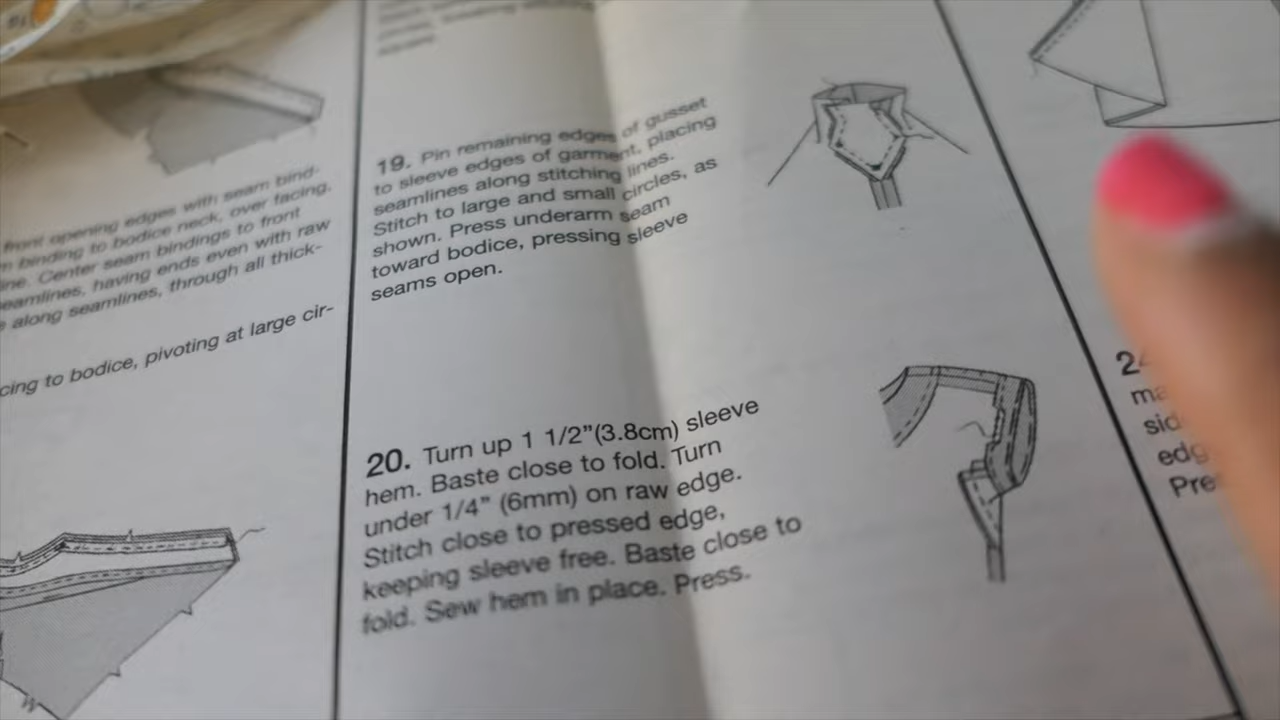 front opening edges with seam bind-
binding to bodice neck, over facing.
Center seam bindings to front
seamlines, having ends even with raw
along seamlines, through all thick-
cing to bodice, pivoting at large cir-
19. Pin remaining edges of gusset
to sleeve edges of garment, placing
seamlines along stitching lines.
Stitch to large and small circles, as
shown. Press underarm seam
toward bodice, pressing sleeve
seams open.
20. Turn up 1 1/2”(3.8cm) sleeve
hem. Baste close to fold. Turn
under 1/4” (6mm) on raw edge.
Stitch close to pressed edge,
keeping sleeve free. Baste close to
fold. Sew hem in place. Press.